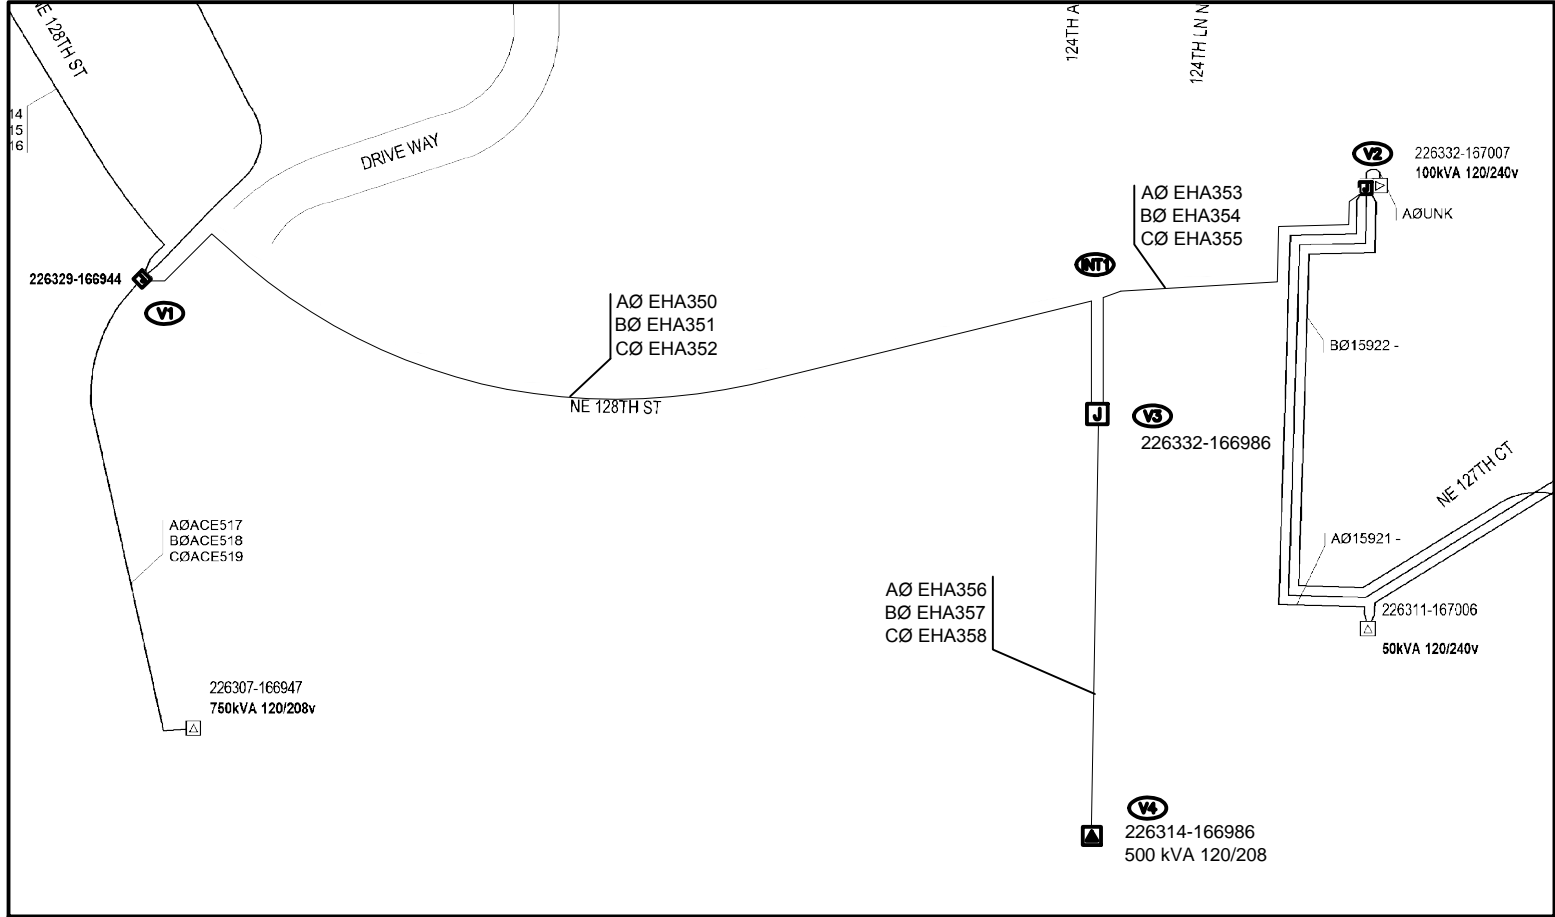 NE 128TH ST
14
15
16
DRIVE WAY
124TH A
124TH LN N
V2
226332-167007
100kVA 120/240v
J
AØUNK
AØ EHA353
BØ EHA354
CØ EHA355
INT1
226329-166944
V1
AØ EHA350
BØ EHA351
CØ EHA352
NE 128TH ST
BØ15922 -
J
V3
226332-166986
NE 127TH CT
AØACE517
BØACE518
CØACE519
AØ15921 -
AØ EHA356
BØ EHA357
CØ EHA358
226311-167006
50kVA 120/240v
226307-166947
750kVA 120/208v
V4
226314-166986
500 kVA 120/208